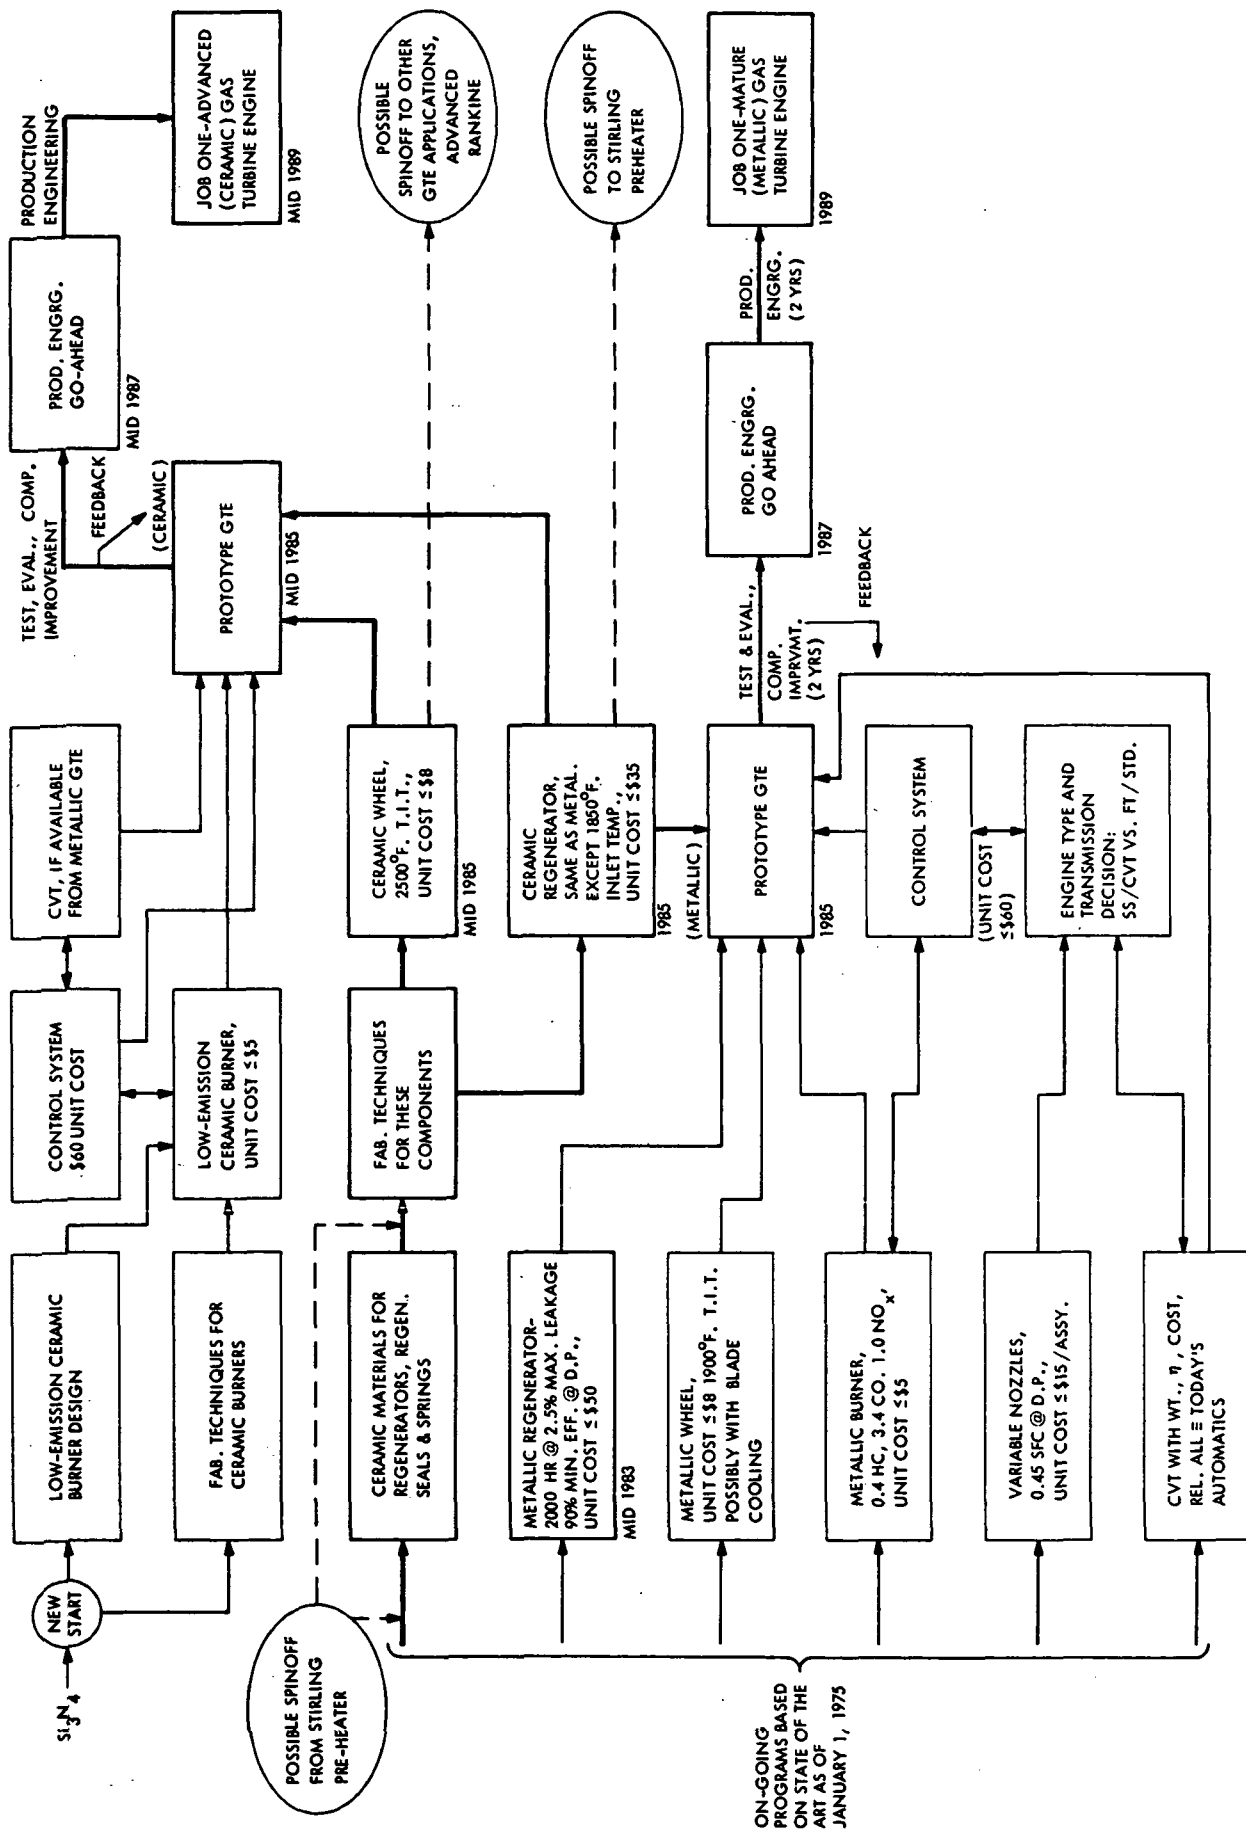 Si3N4
NEW
START
LOW-EMISSION CERAMIC
BURNER DESIGN
FAB. TECHNIQUES FOR
CERAMIC BURNERS
CONTROL SYSTEM
$60 UNIT COST
LOW-EMISSION
CERAMIC BURNER,
UNIT COST ≤ $5
CVT, IF AVAILABLE
FROM METALLIC GTE
TEST, EVAL., COMP.
IMPROVEMENT
FEEDBACK
(CERAMIC)
PROTOTYPE GTE
MID 1985
PROD. ENGRG.
GO-AHEAD
MID 1987
PRODUCTION
ENGINEERING
JOB ONE-ADVANCED
(CERAMIC) GAS
TURBINE ENGINE
MID 1989
POSSIBLE SPINOFF
FROM STIRLING
PRE-HEATER
CERAMIC MATERIALS FOR
REGENERATORS, REGEN.
SEALS & SPRINGS
FAB. TECHNIQUES
FOR THESE
COMPONENTS
CERAMIC WHEEL,
2500°F. T.I.T.,
UNIT COST ≤ $8
MID 1985
POSSIBLE
SPINOFF TO OTHER
GTE APPLICATIONS,
ADVANCED
RANKINE
CERAMIC
REGENERATOR,
SAME AS METAL.
EXCEPT 1850°F.
INLET TEMP.,
UNIT COST ≤ $35
1985
POSSIBLE SPINOFF
TO STIRLING
PREHEATER
ON-GOING
PROGRAMS BASED
ON STATE OF THE
ART AS OF
JANUARY 1, 1975
METALLIC REGENERATOR-
2000 HR @ 2.5% MAX. LEAKAGE
90% MIN. EFF. @ D.P.,
UNIT COST ≤ $50
MID 1983
METALLIC WHEEL,
UNIT COST ≤ $8 1900°F. T.I.T.
POSSIBLY WITH BLADE
COOLING
METALLIC BURNER,
0.4 HC, 3.4 CO. 1.0 NOx,
UNIT COST ≤ $5
VARIABLE NOZZLES,
0.45 SFC @ D.P.,
UNIT COST ≤ $15/ASSY.
CVT WITH WT., η, COST,
REL. ALL ≡ TODAY'S
AUTOMATICS
(METALLIC)
PROTOTYPE GTE
1985
CONTROL SYSTEM
(UNIT COST
≤ $60)
ENGINE TYPE AND
TRANSMISSION
DECISION:
SS/CVT VS. FT/STD.
TEST & EVAL.,
COMP.
IMPRVMT.
(2 YRS)
FEEDBACK
PROD. ENGRG.
GO AHEAD
1987
PROD.
ENGRG.
(2 YRS)
JOB ONE-MATURE
(METALLIC) GAS
TURBINE ENGINE
1989